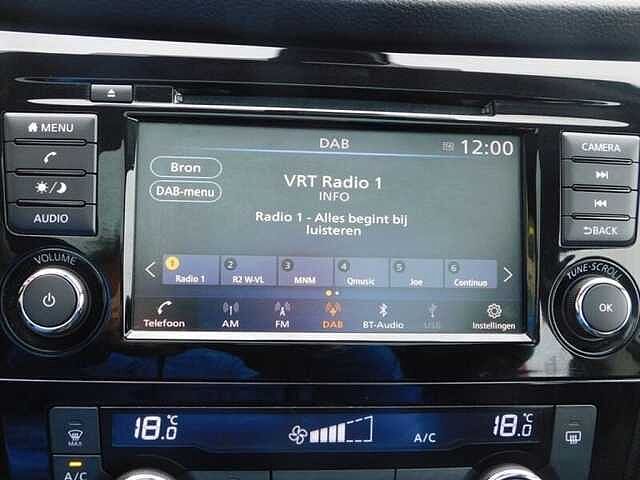 MENU
AUDIO
VOLUME
DAB
12:00
Bron
DAB-menu
VRT Radio 1
INFO
Radio 1 - Alles begint bij
luisteren
1 2 3 4 5 6
Radio 1 R2 W-VL MNM Qmusic Joe Continuo
Telefoon AM FM DAB BT-Audio USB Instellingen
CAMERA
BACK
TUNE·SCROLL
OK
MAX
A/C
18.0 °C
A/C
18.0 °C